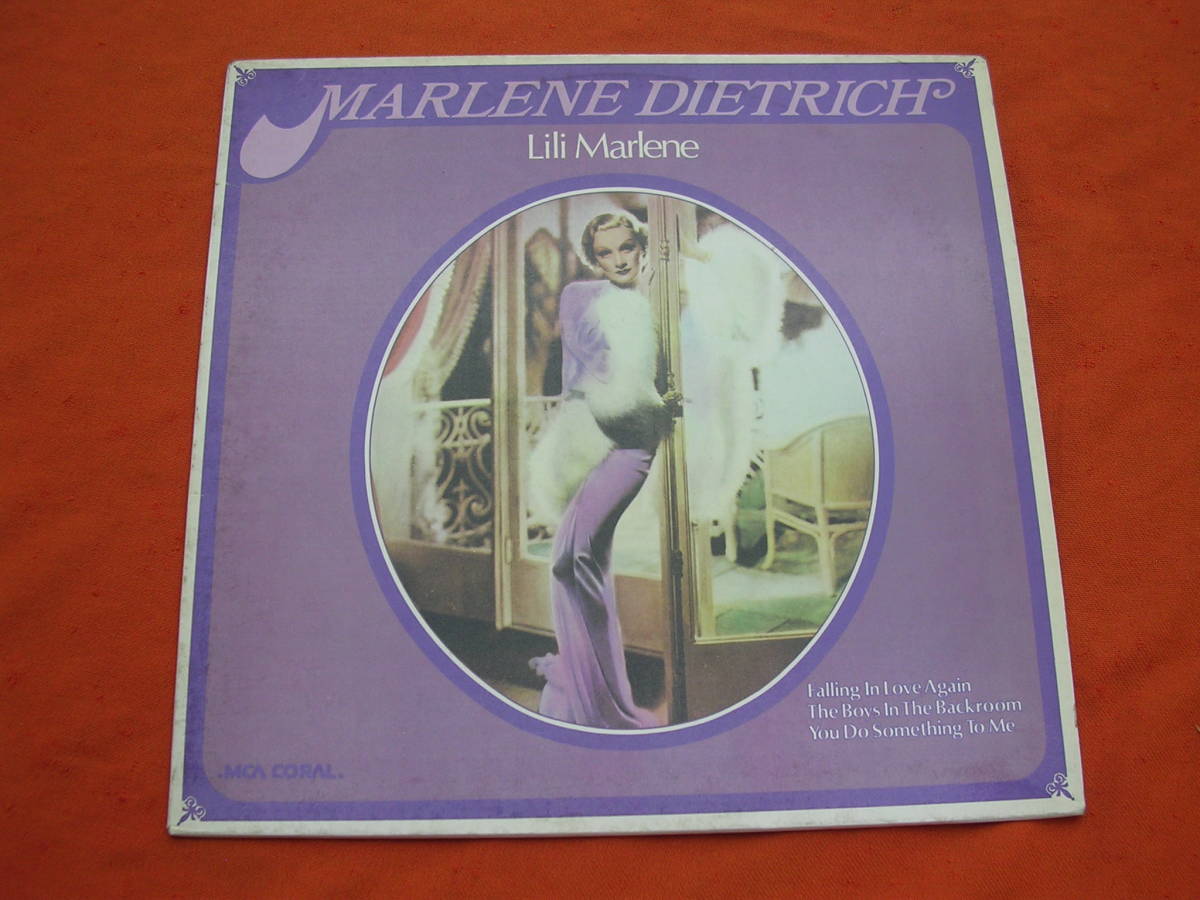 MARLENE DIETRICH
Lili Marlene
Falling In Love Again
The Boys In The Backroom
You Do Something To Me
.MCA CORAL.